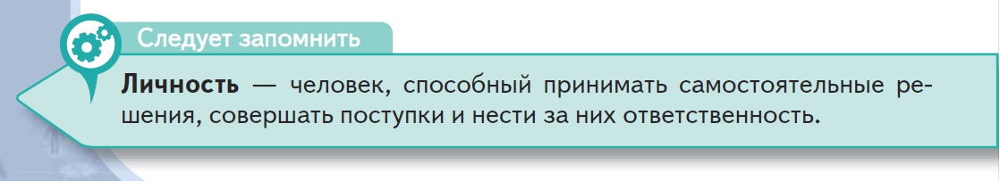 Следует запомнить
Личность — человек, способный принимать самостоятельные ре-
шения, совершать поступки и нести за них ответственность.